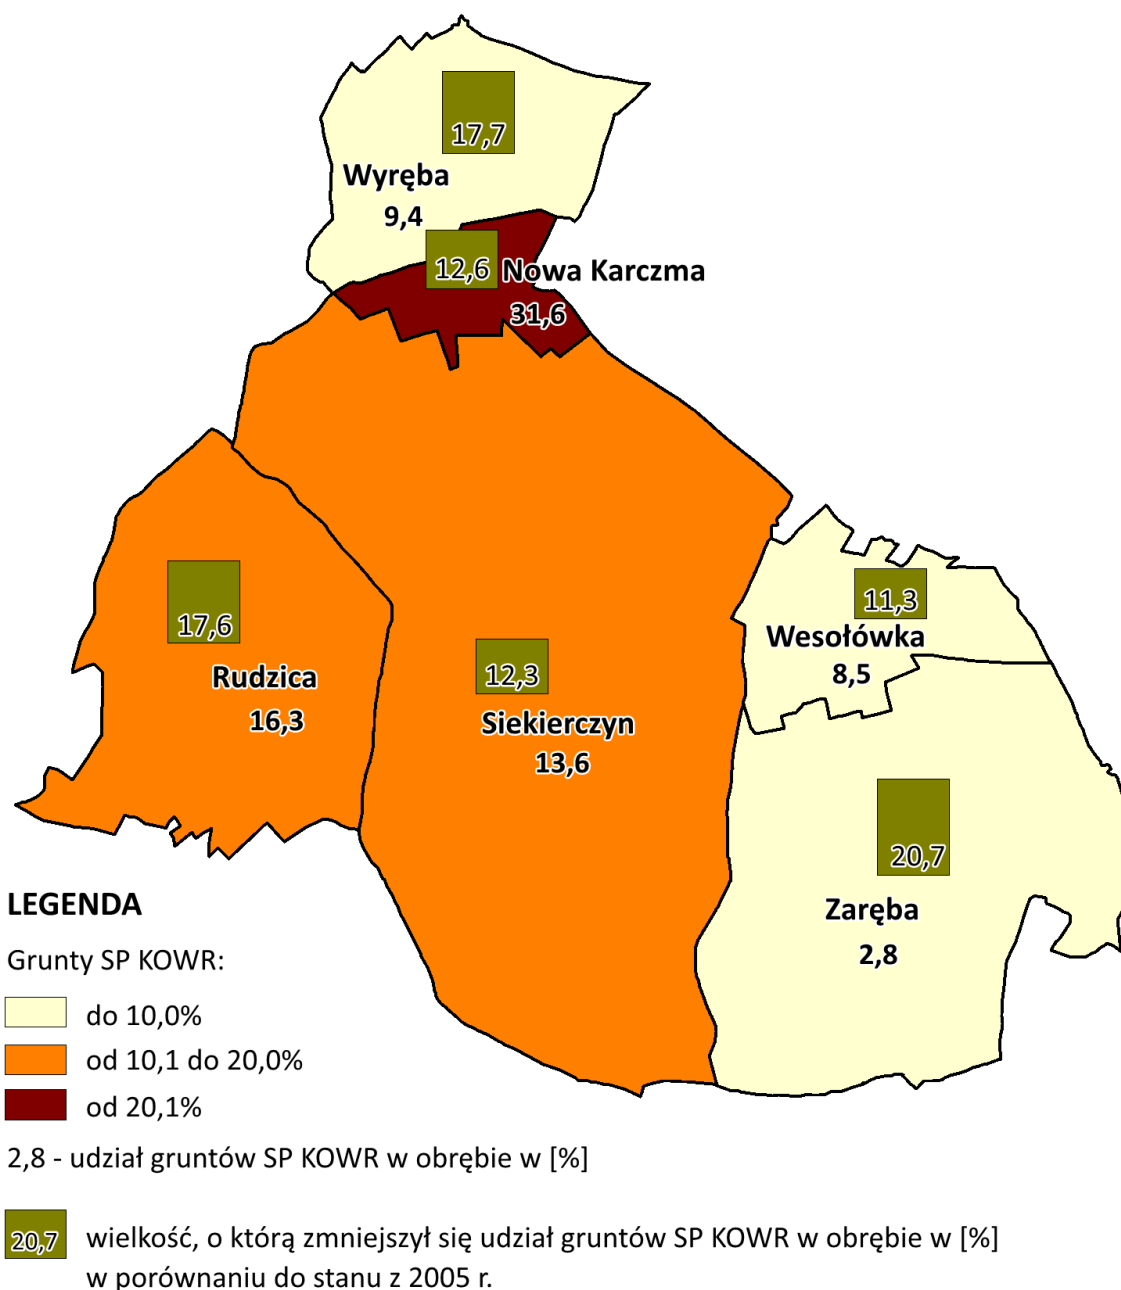 17,7
Wyręba
9,4
12,6
Nowa Karczma
31,6
11,3
Wesołówka
8,5
17,6
Rudzica
16,3
12,3
Siekierczyn
13,6
20,7
Zaręba
2,8
LEGENDA
Grunty SP KOWR:
do 10,0%
od 10,1 do 20,0%
od 20,1%
2,8 - udział gruntów SP KOWR w obrębie w [%]
20,7 wielkość, o którą zmniejszył się udział gruntów SP KOWR w obrębie w [%]
w porównaniu do stanu z 2005 r.